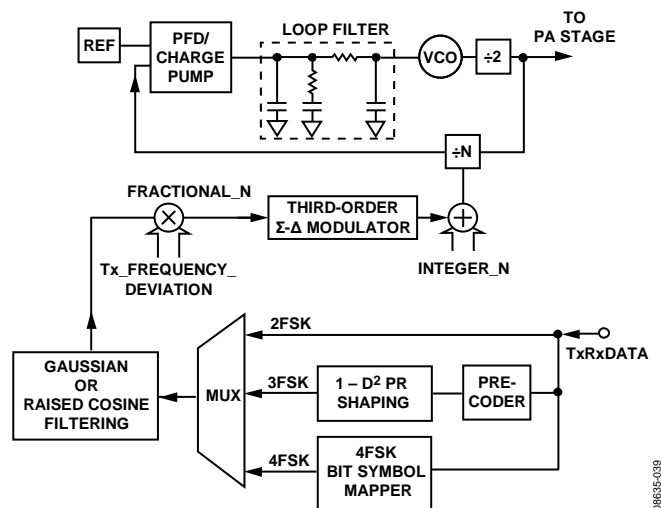 LOOP FILTER
TO
PA STAGE
REF
PFD/
CHARGE
PUMP
VCO
÷2
÷N
FRACTIONAL_N
THIRD-ORDER
Σ-Δ MODULATOR
Tx_FREQUENCY_
DEVIATION
INTEGER_N
2FSK
TxRxDATA
GAUSSIAN
OR
RAISED COSINE
FILTERING
MUX
3FSK
1 – D² PR
SHAPING
PRE-
CODER
4FSK
4FSK
BIT SYMBOL
MAPPER
08635-039